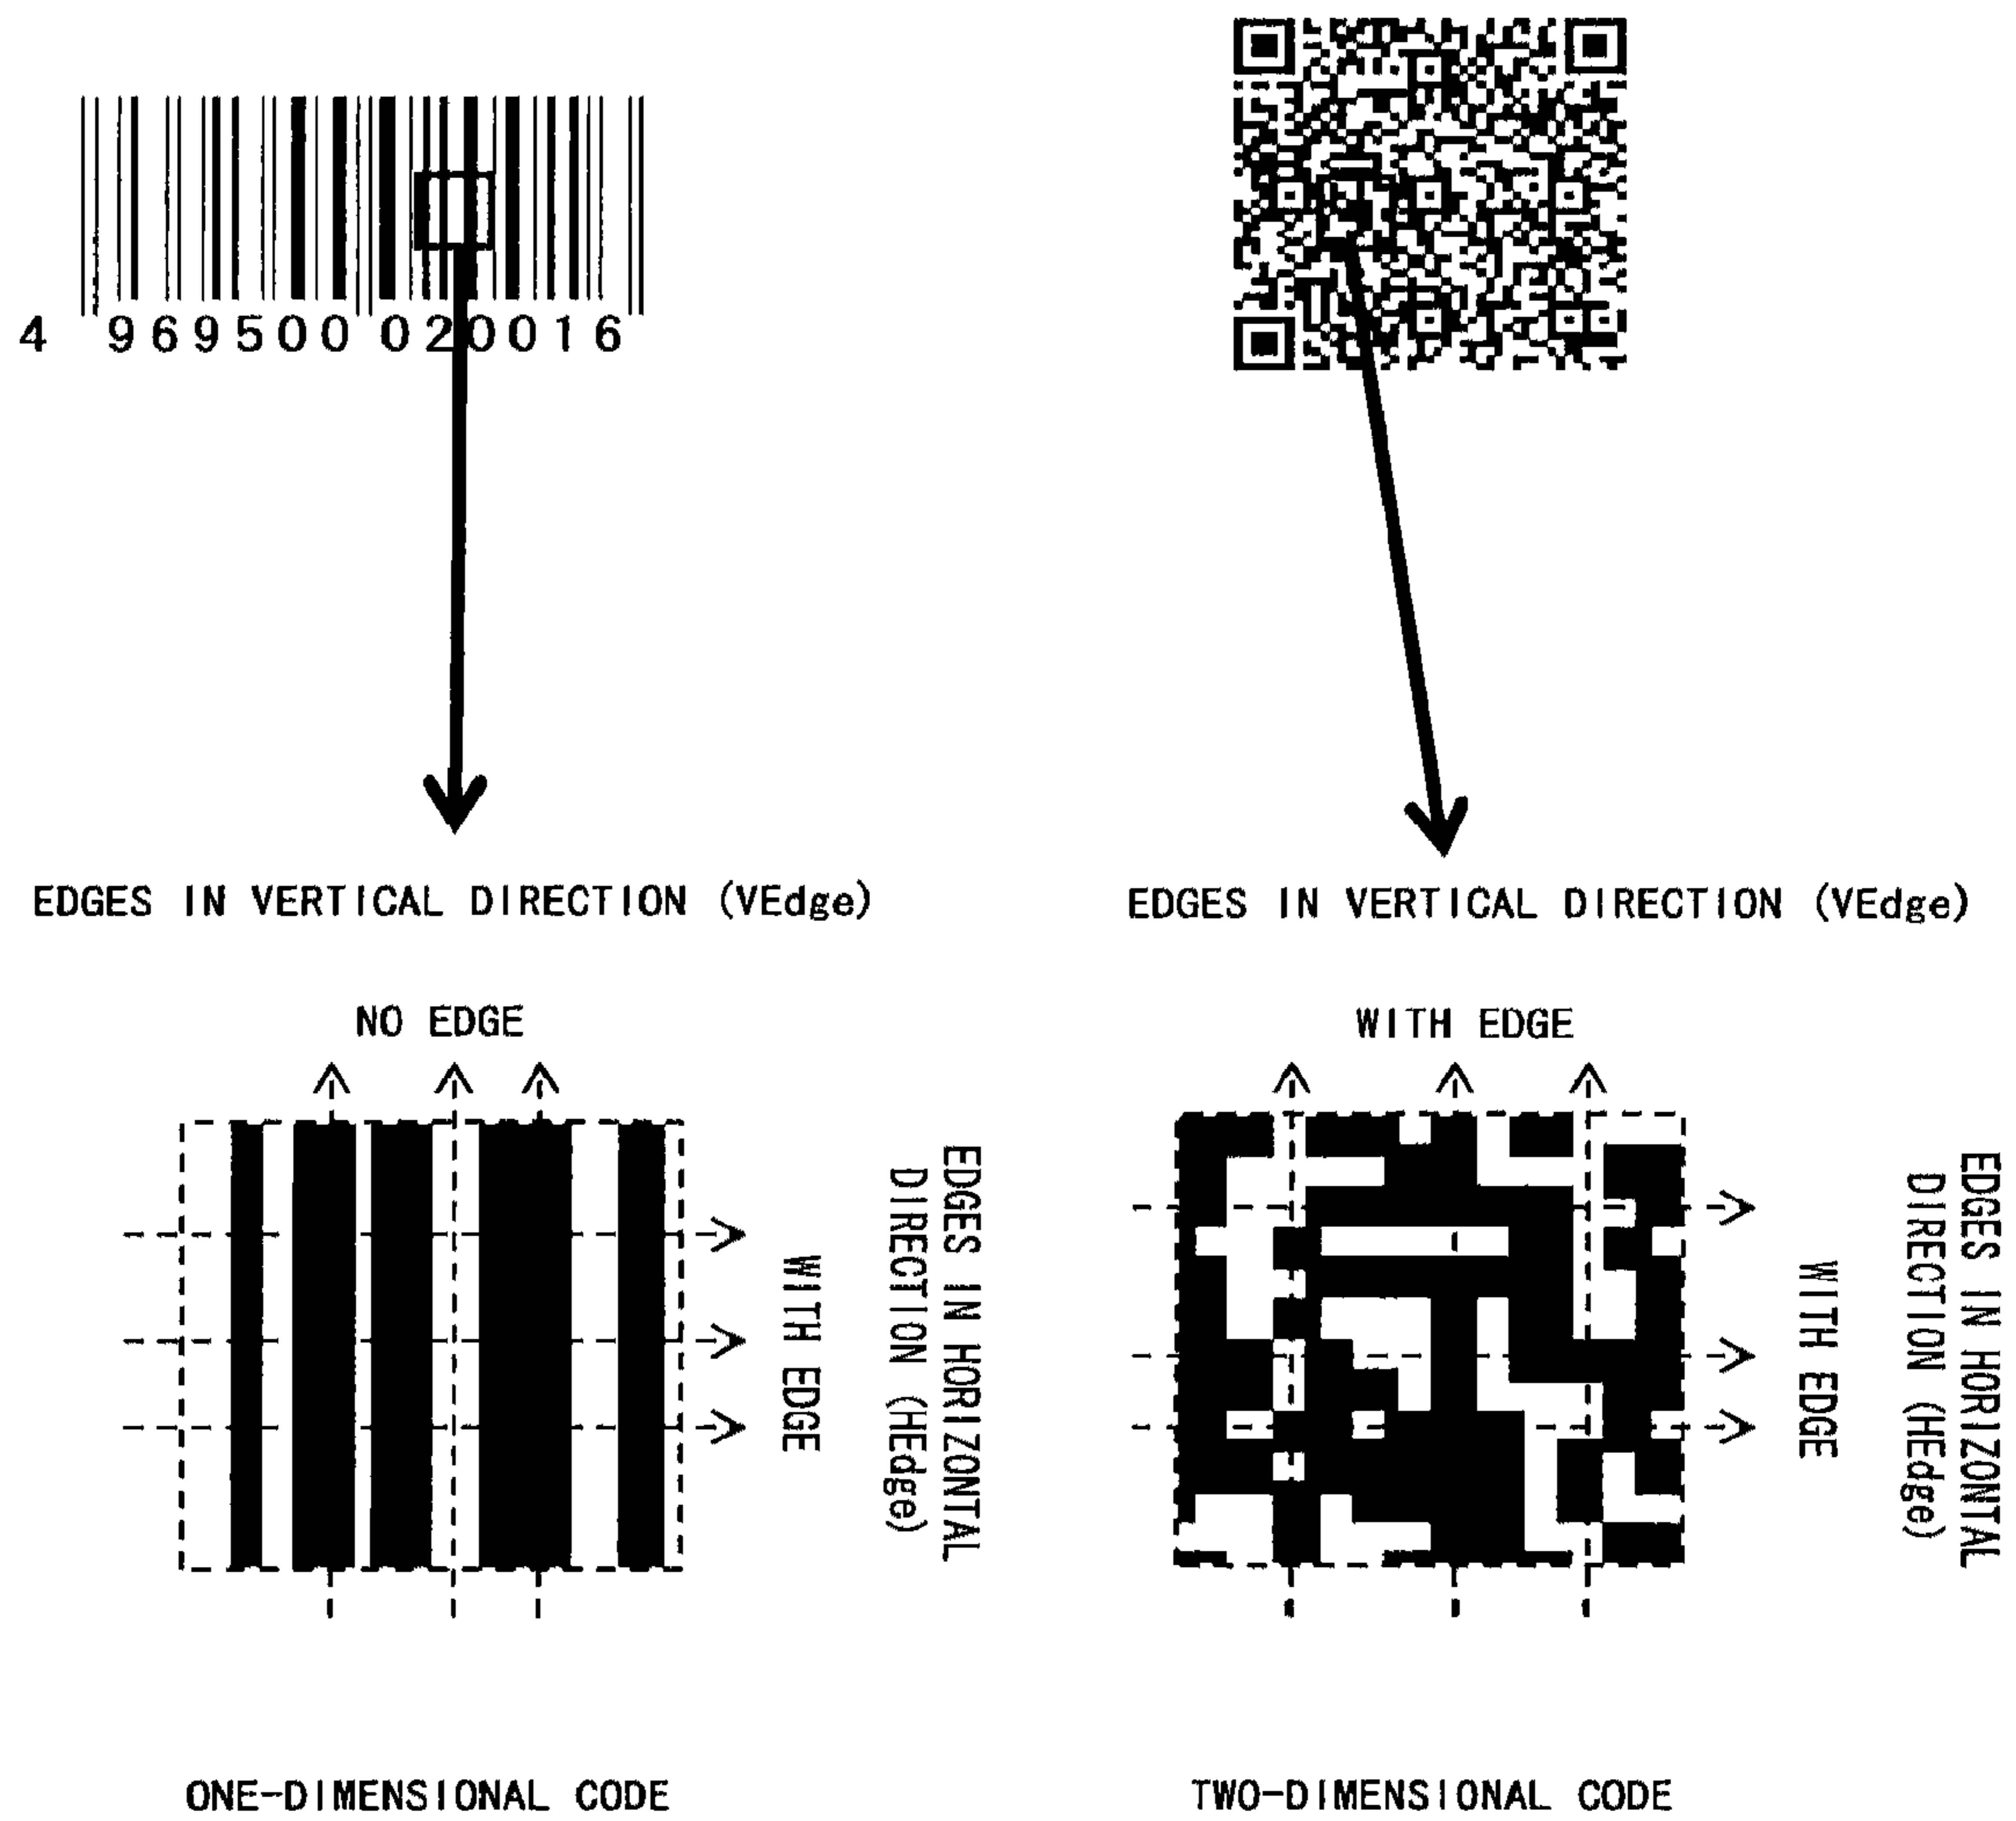 4 969500 020016
EDGES IN VERTICAL DIRECTION (VEdge)
NO EDGE
WITH EDGE
EDGES IN HORIZONTAL
DIRECTION (HEdge)
ONE-DIMENSIONAL CODE
EDGES IN VERTICAL DIRECTION (VEdge)
WITH EDGE
WITH EDGE
EDGES IN HORIZONTAL
DIRECTION (HEdge)
TWO-DIMENSIONAL CODE